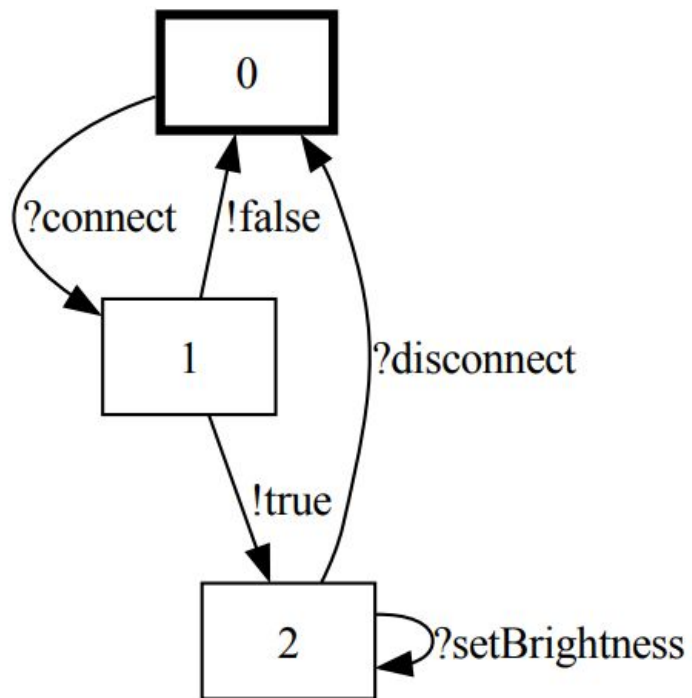 0
?connect
!false
1
?disconnect
!true
2
?setBrightness